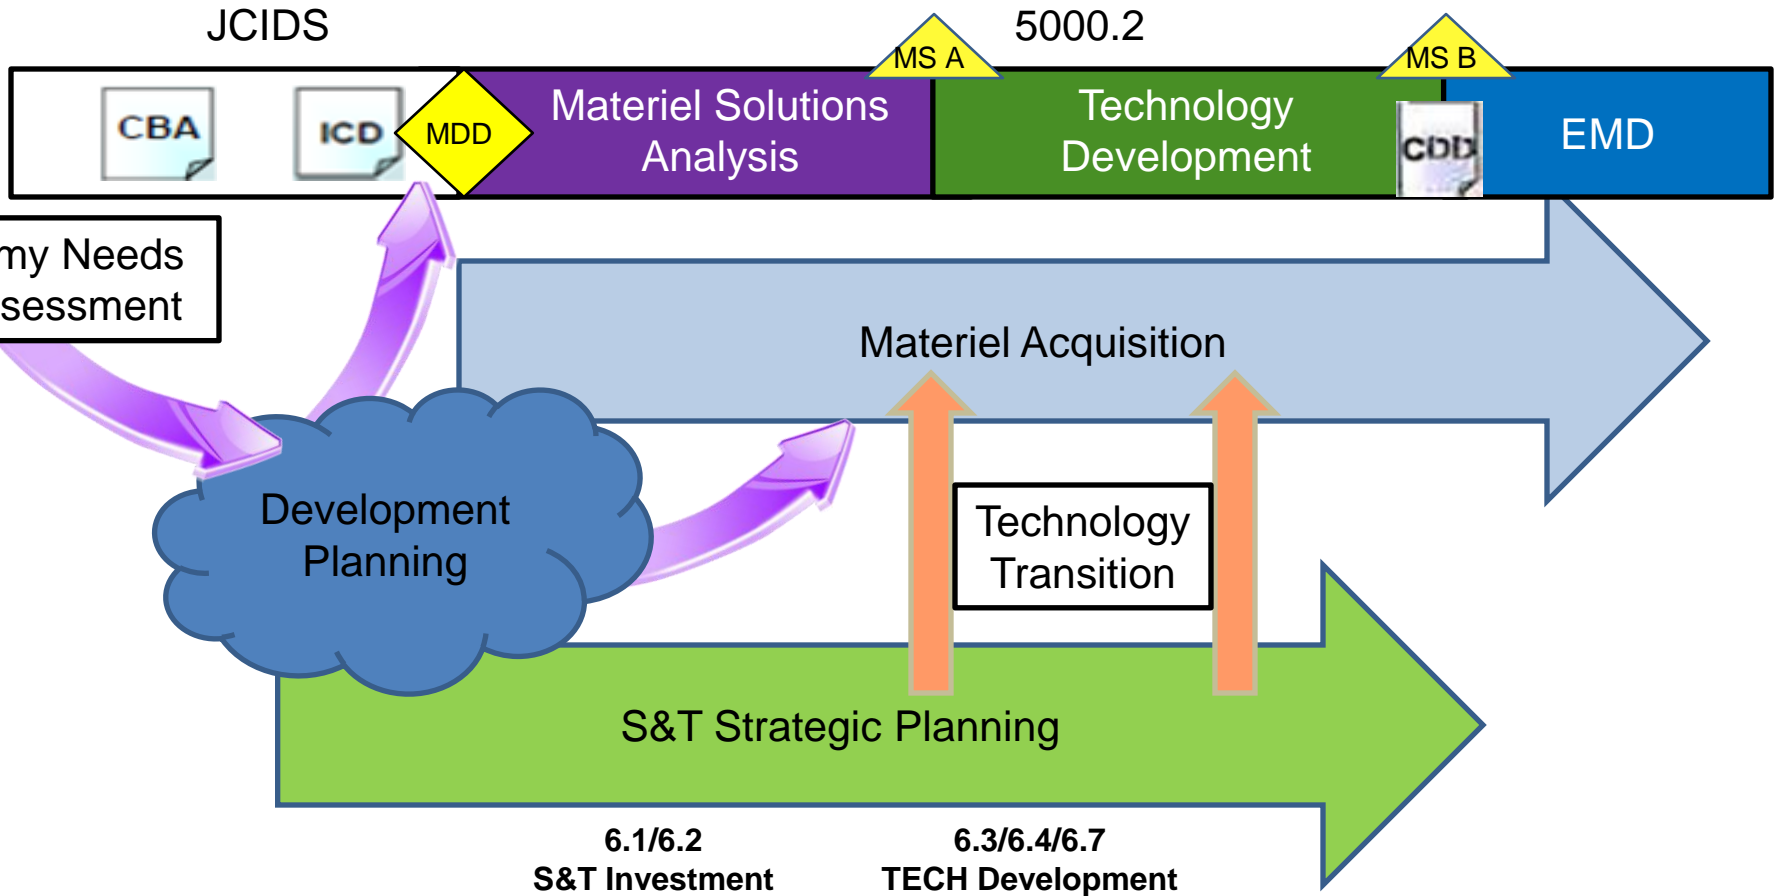 JCIDS
5000.2
MS A
MS B
CBA
ICD
MDD
Materiel Solutions
Analysis
Technology
Development
CDD
EMD
my Needs
sessment
Materiel Acquisition
Development
Planning
Technology
Transition
S&T Strategic Planning
6.1/6.2
S&T Investment
6.3/6.4/6.7
TECH Development